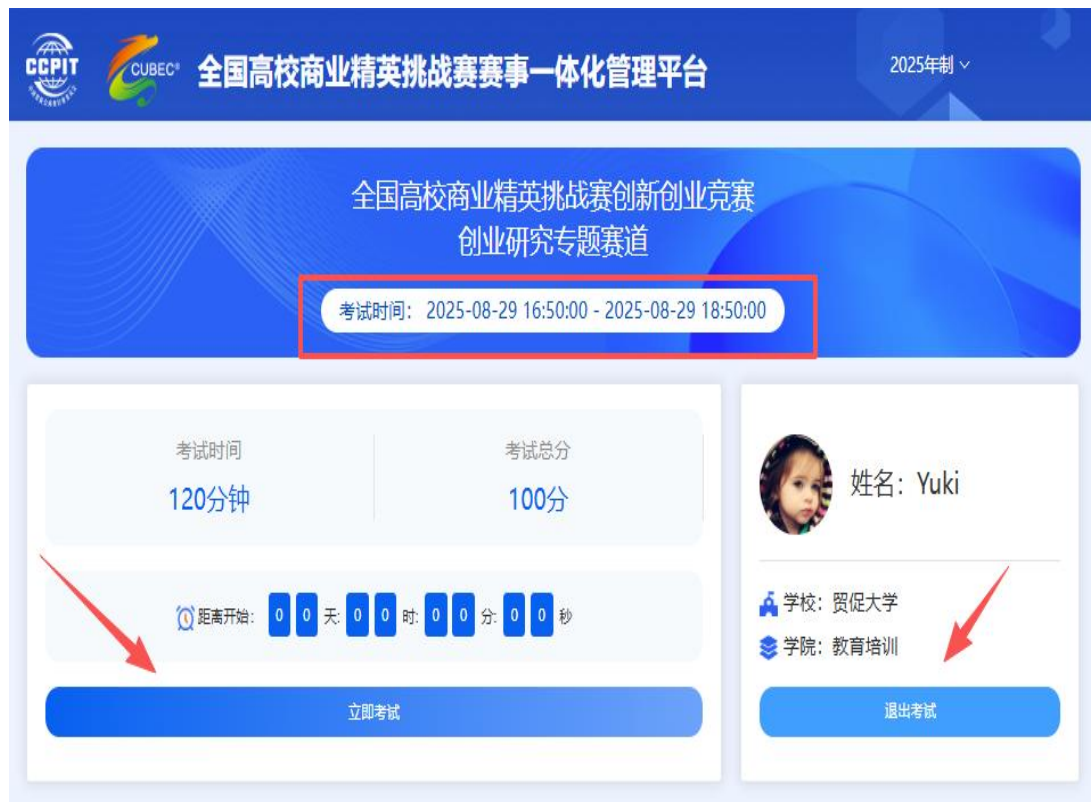 CCPIT
CUBEC®
全国高校商业精英挑战赛赛事一体化管理平台
2025年制
全国高校商业精英挑战赛创新创业竞赛
创业研究专题赛道
考试时间： 2025-08-29 16:50:00 - 2025-08-29 18:50:00
考试时间
考试总分
120分钟
100分
姓名：Yuki
距离开始： 0 0 天: 0 0 时: 0 0 分: 0 0 秒
学校：贸促大学
学院：教育培训
立即考试
退出考试